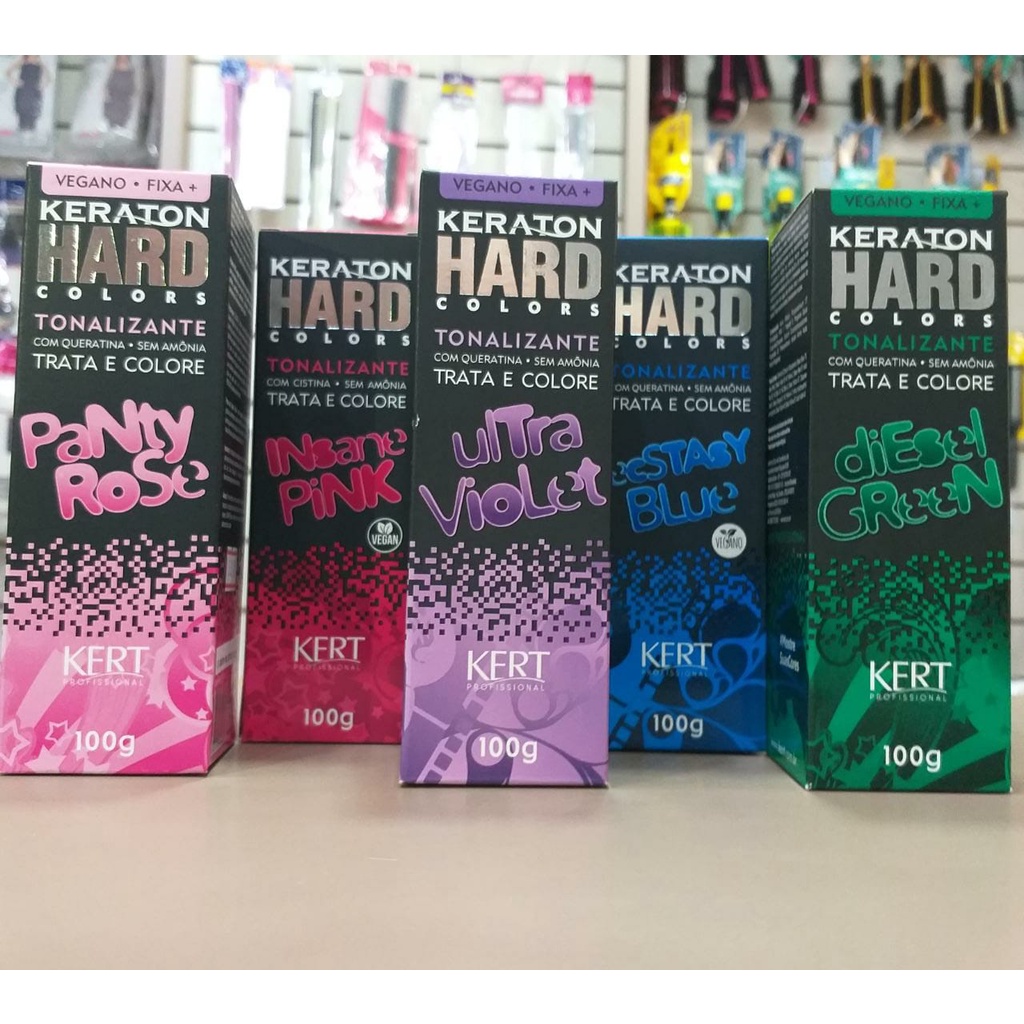 VEGANO • FIXA +
KERATON
HARD
COLORS
TONALIZANTE
COM QUERATINA • SEM AMÔNIA
TRATA E COLORE
PaNty
RoSe
KERT
PROFISSIONAL
100g
KERATON
HARD
COLORS
TONALIZANTE
COM CISTINA • SEM AMÔNIA
TRATA E COLORE
INsane
PiNK
VEGAN
KERT
PROFISSIONAL
100g
VEGANO • FIXA +
KERATON
HARD
COLORS
TONALIZANTE
COM QUERATINA • SEM AMÔNIA
TRATA E COLORE
ulTra
VioLet
KERT
PROFISSIONAL
100g
KERATON
HARD
COLORS
TONALIZANTE
COM QUERATINA • SEM AMÔNIA
TRATA E COLORE
ecSTASY
BLUe
VEGANO
KERT
PROFISSIONAL
100g
VEGANO • FIXA +
KERATON
HARD
COLORS
TONALIZANTE
COM QUERATINA • SEM AMÔNIA
TRATA E COLORE
diESel
GReeN
KERT
PROFISSIONAL
100g